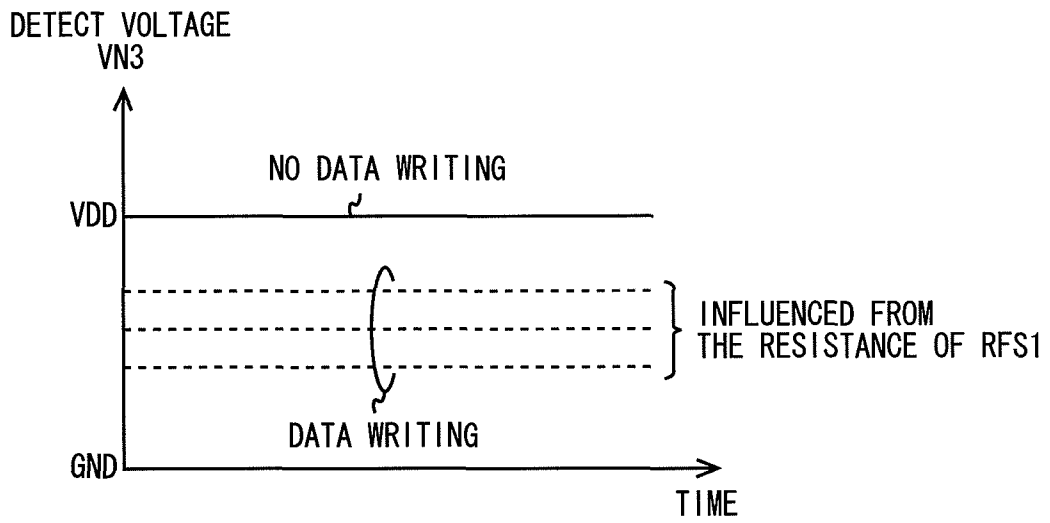 DETECT VOLTAGE
VN3
NO DATA WRITING
VDD
INFLUENCED FROM
THE RESISTANCE OF RFS1
DATA WRITING
GND
TIME